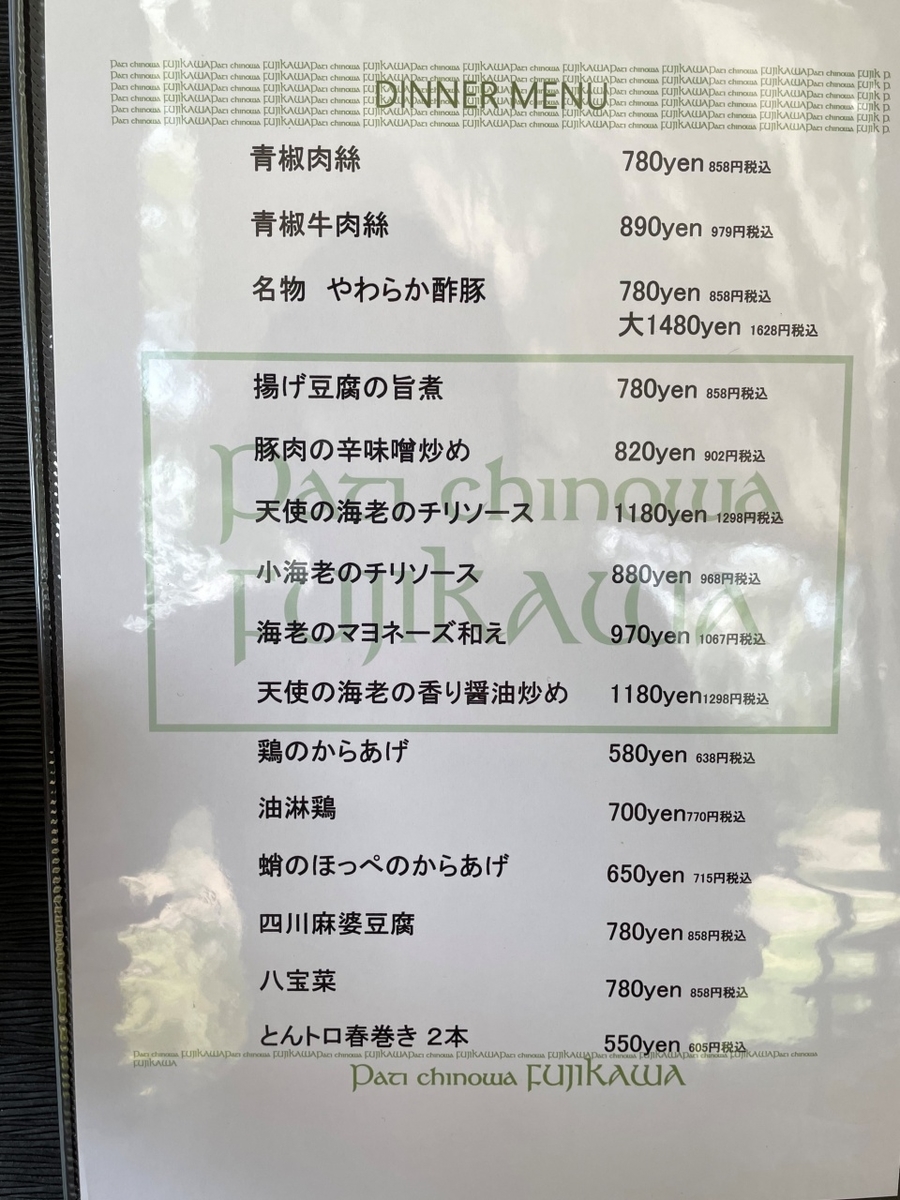 DINNER MENU
青椒肉絲 780yen 858円税込
青椒牛肉絲 890yen 979円税込
名物 やわらか酢豚 780yen 858円税込
大1480yen 1628円税込
揚げ豆腐の旨煮 780yen 858円税込
豚肉の辛味噌炒め 820yen 902円税込
天使の海老のチリソース 1180yen 1298円税込
小海老のチリソース 880yen 968円税込
海老のマヨネーズ和え 970yen 1067円税込
天使の海老の香り醤油炒め 1180yen 1298円税込
Pati chinowa
FUJIKAWA
鶏のからあげ 580yen 638円税込
油淋鶏 700yen 770円税込
蛸のほっぺのからあげ 650yen 715円税込
四川麻婆豆腐 780yen 858円税込
八宝菜 780yen 858円税込
とんトロ春巻き 2本 550yen 605円税込
Pati chinowa FUJIKAWA